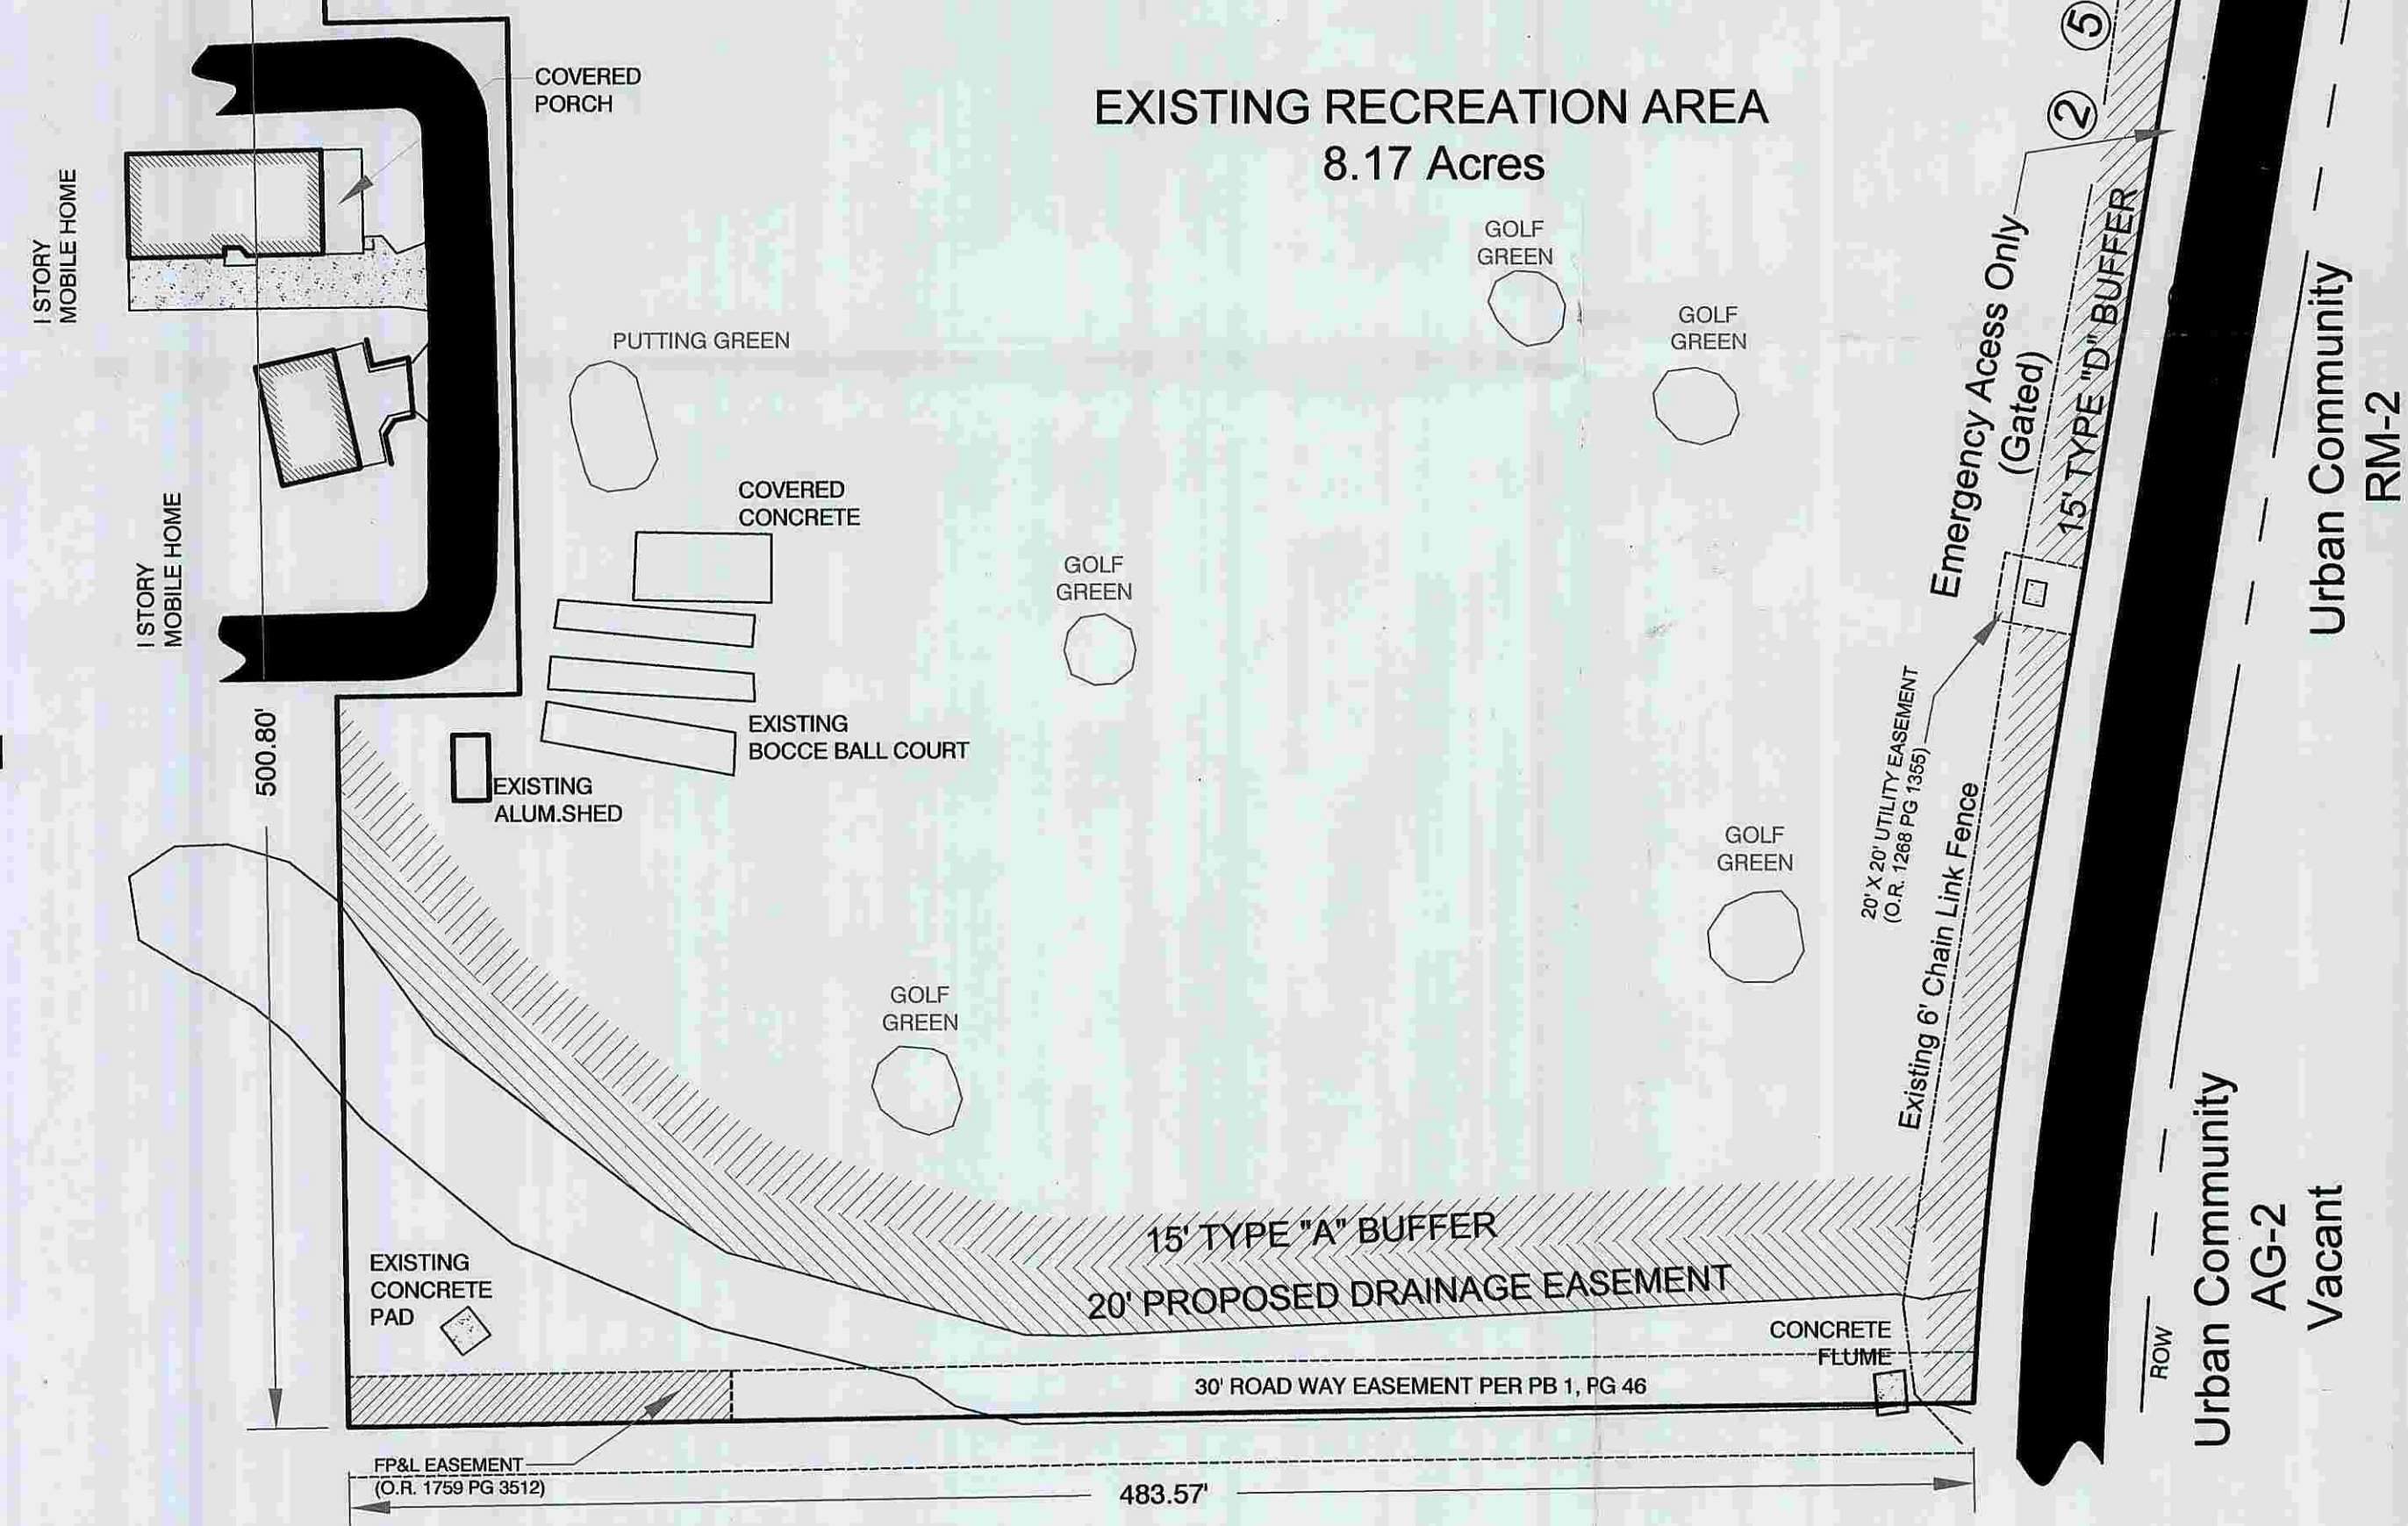 COVERED
PORCH
EXISTING RECREATION AREA
8.17 Acres
5
2
I STORY
MOBILE HOME
GOLF
GREEN
GOLF
GREEN
PUTTING GREEN
Emergency Acess Only
(Gated)
15' TYPE "D" BUFFER
Urban Community
RM-2
COVERED
CONCRETE
I STORY
MOBILE HOME
GOLF
GREEN
500.80'
EXISTING
BOCCE BALL COURT
EXISTING
ALUM.SHED
20' X 20' UTILITY EASEMENT
(O.R. 1268 PG 1355)
Existing 6' Chain Link Fence
GOLF
GREEN
GOLF
GREEN
15' TYPE "A" BUFFER
20' PROPOSED DRAINAGE EASEMENT
EXISTING
CONCRETE
PAD
CONCRETE
FLUME
30' ROAD WAY EASEMENT PER PB 1, PG 46
ROW
Urban Community
AG-2
Vacant
FP&L EASEMENT
(O.R. 1759 PG 3512)
483.57'